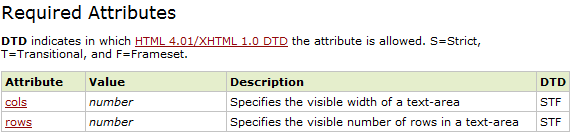 Required Attributes
DTD indicates in which HTML 4.01/XHTML 1.0 DTD the attribute is allowed. S=Strict,
T=Transitional, and F=Frameset.
Attribute Value Description DTD
cols number Specifies the visible width of a text-area STF
rows number Specifies the visible number of rows in a text-area STF